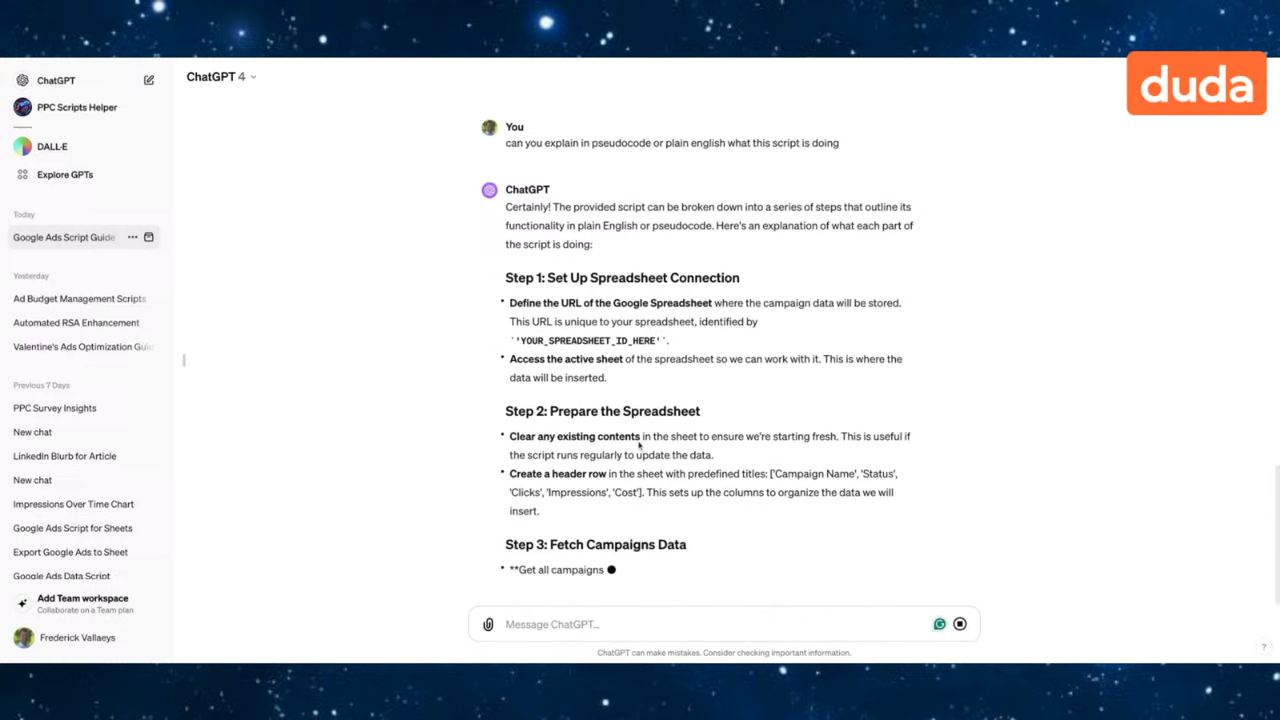 duda
ChatGPT
PPC Scripts Helper
DALL·E
Explore GPTs
Today
Google Ads Script Guide
Yesterday
Ad Budget Management Scripts
Automated RSA Enhancement
Valentine's Ads Optimization Guid
Previous 7 Days
PPC Survey Insights
New chat
LinkedIn Blurb for Article
New chat
Impressions Over Time Chart
Google Ads Script for Sheets
Export Google Ads to Sheet
Google Ads Data Script
Add Team workspace
Collaborate on a Team plan
Frederick Vallaeys
ChatGPT 4
You
can you explain in pseudocode or plain english what this script is doing
ChatGPT
Certainly! The provided script can be broken down into a series of steps that outline its
functionality in plain English or pseudocode. Here's an explanation of what each part of
the script is doing:
Step 1: Set Up Spreadsheet Connection
• Define the URL of the Google Spreadsheet where the campaign data will be stored.
This URL is unique to your spreadsheet, identified by
`'YOUR_SPREADSHEET_ID_HERE'`.
• Access the active sheet of the spreadsheet so we can work with it. This is where the
data will be inserted.
Step 2: Prepare the Spreadsheet
• Clear any existing contents in the sheet to ensure we're starting fresh. This is useful if
the script runs regularly to update the data.
• Create a header row in the sheet with predefined titles: ['Campaign Name', 'Status',
'Clicks', 'Impressions', 'Cost']. This sets up the columns to organize the data we will
insert.
Step 3: Fetch Campaigns Data
• **Get all campaigns
Message ChatGPT...
ChatGPT can make mistakes. Consider checking important information.
?